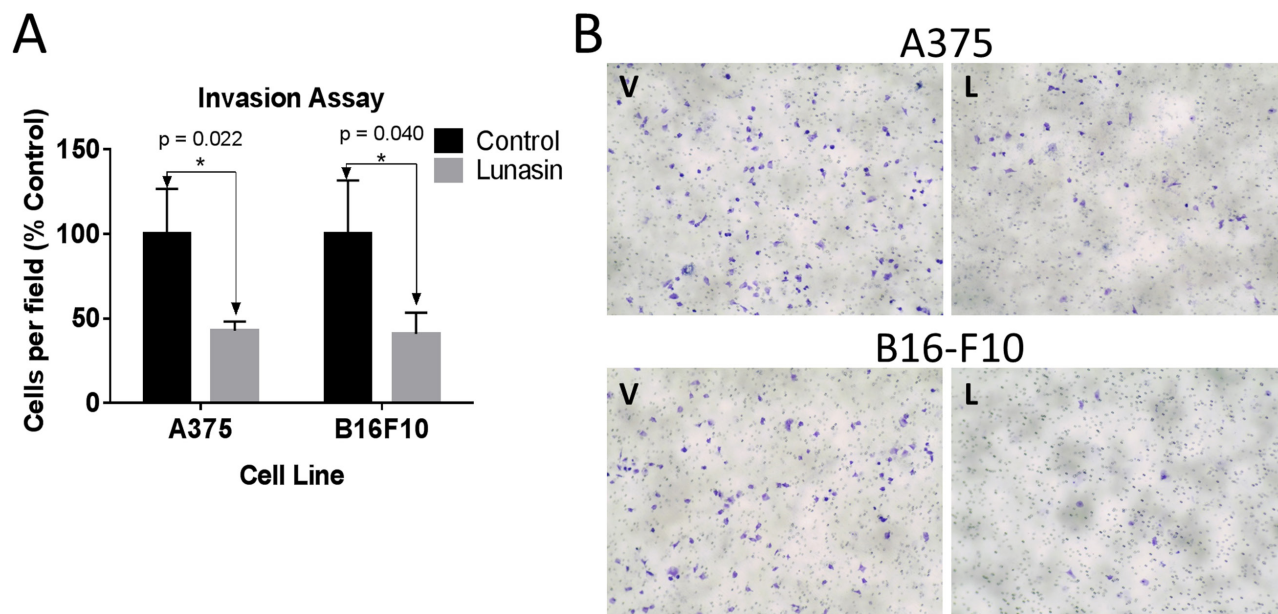 A
Invasion Assay
p = 0.022
*
p = 0.040
*
Control
Lunasin
Cells per field (% Control)
150
100
50
0
A375
B16F10
Cell Line
B
A375
V
L
B16-F10
V
L